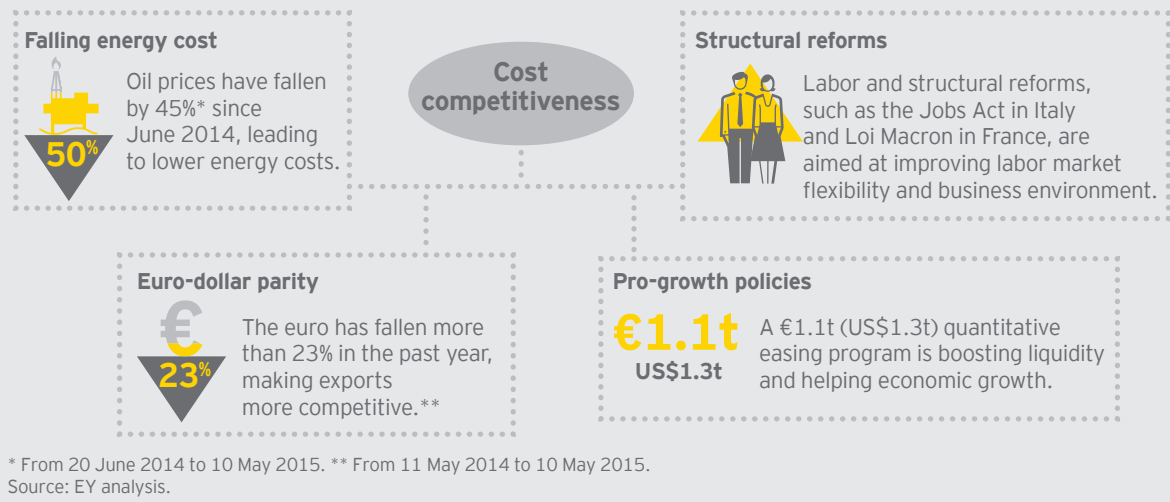 Falling energy cost
50%
Oil prices have fallen
by 45%* since
June 2014, leading
to lower energy costs.
Cost
competitiveness
Structural reforms
Labor and structural reforms,
such as the Jobs Act in Italy
and Loi Macron in France, are
aimed at improving labor market
flexibility and business environment.
Euro-dollar parity
€
23%
The euro has fallen more
than 23% in the past year,
making exports
more competitive.**
Pro-growth policies
€1.1t
US$1.3t
A €1.1t (US$1.3t) quantitative
easing program is boosting liquidity
and helping economic growth.
* From 20 June 2014 to 10 May 2015. ** From 11 May 2014 to 10 May 2015.
Source: EY analysis.